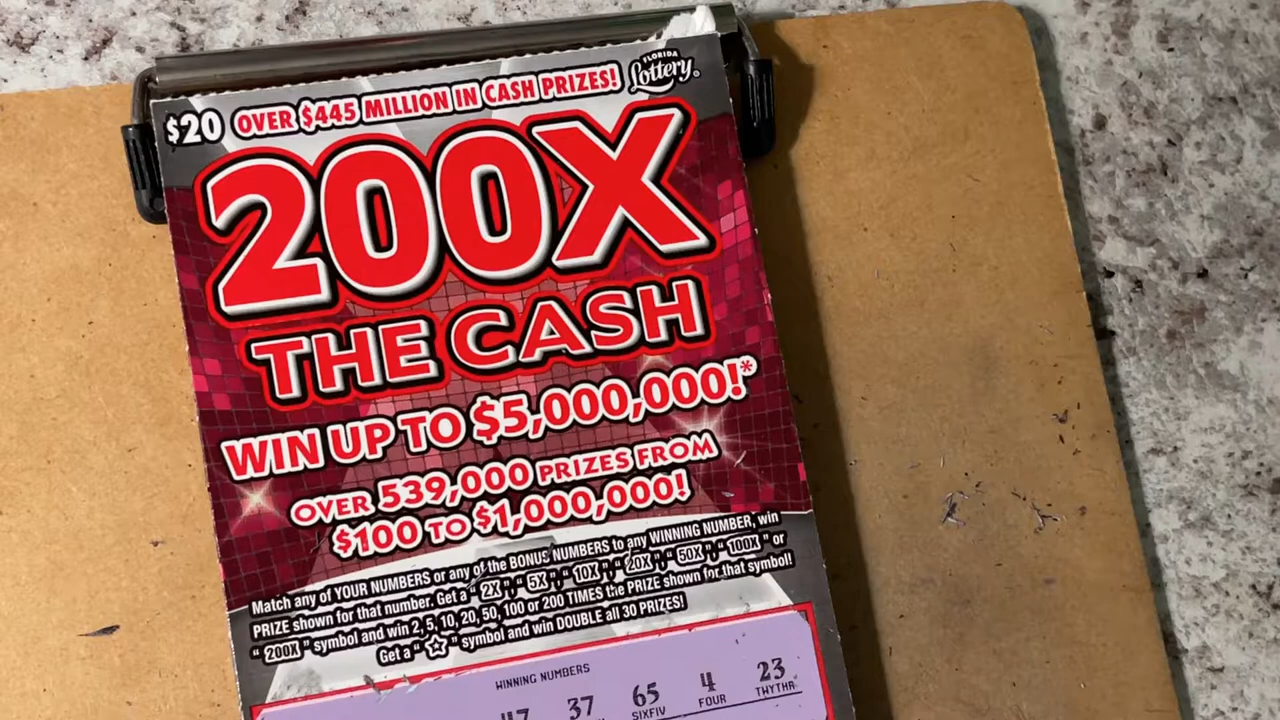 $20 OVER $445 MILLION IN CASH PRIZES! FLORIDA Lottery®
200X
THE CASH
WIN UP TO $5,000,000!*
OVER 539,000 PRIZES FROM
$100 TO $1,000,000!
Match any of YOUR NUMBERS or any of the BONUS NUMBERS to any WINNING NUMBER, win
PRIZE shown for that number. Get a "2X", "5X", "10X", "20X", "50X", "100X" or
"200X" symbol and win 2, 5, 10, 20, 50, 100 or 200 TIMES the PRIZE shown for that symbol!
Get a "☆" symbol and win DOUBLE all 30 PRIZES!
WINNING NUMBERS
37 65 4 23
SIXFIV FOUR TWYTHR